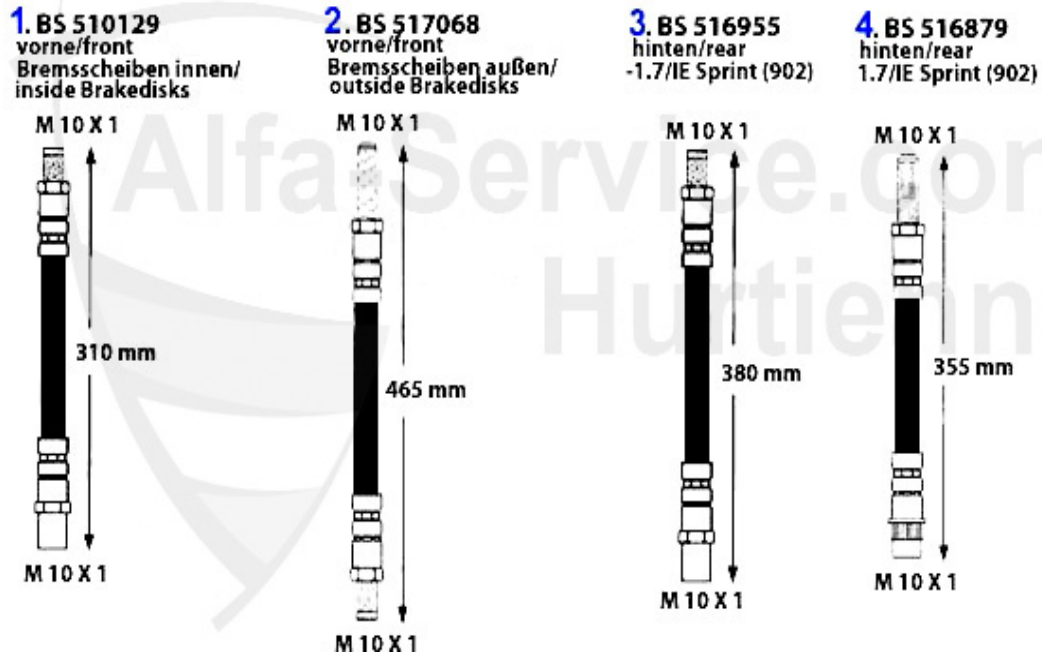 1. BS 510129
vorne/front
Bremsscheiben innen/
inside Brakedisks
M 10 X 1
310 mm
M 10 X 1
2. BS 517068
vorne/front
Bremsscheiben außen/
outside Brakedisks
M 10 X 1
465 mm
M 10 X 1
3. BS 516955
hinten/rear
-1.7/IE Sprint (902)
M 10 X 1
380 mm
M 10 X 1
4. BS 516879
hinten/rear
1.7/IE Sprint (902)
M 10 X 1
355 mm
M 10 X 1
Alfa-Service.com
Hurtienn